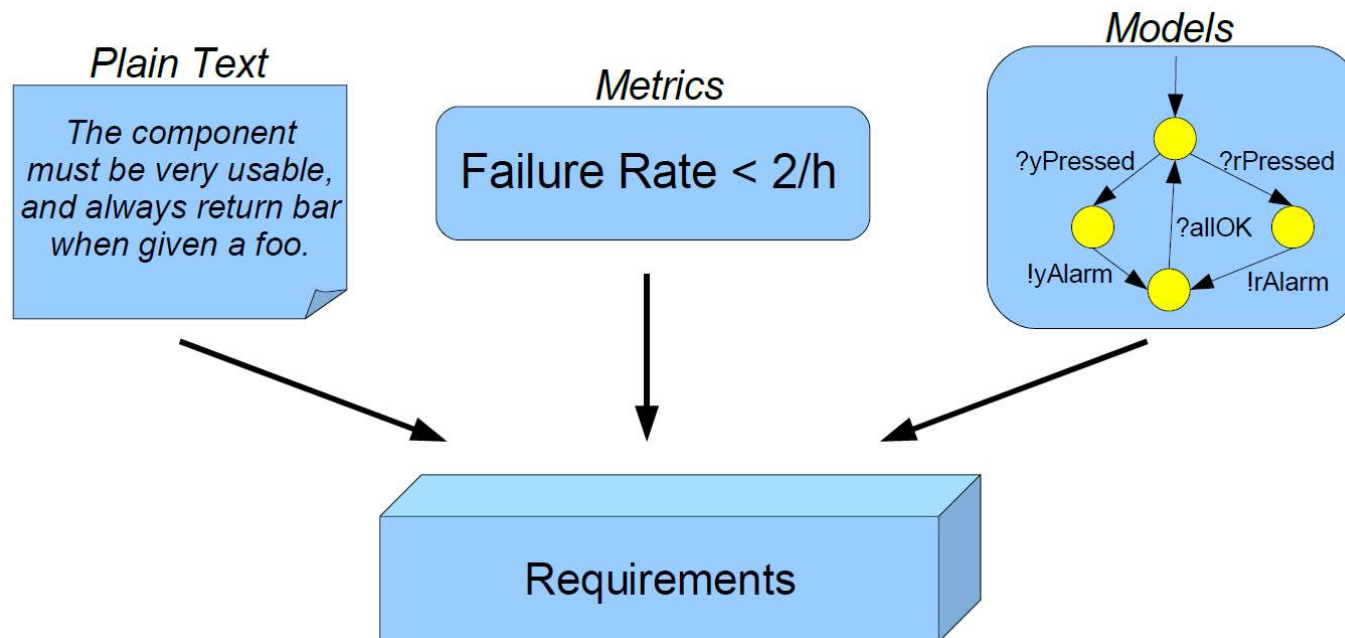 Plain Text
The component
must be very usable,
and always return bar
when given a foo.
Metrics
Failure Rate < 2/h
Models
?yPressed
?rPressed
?allOK
!yAlarm
!rAlarm
Requirements